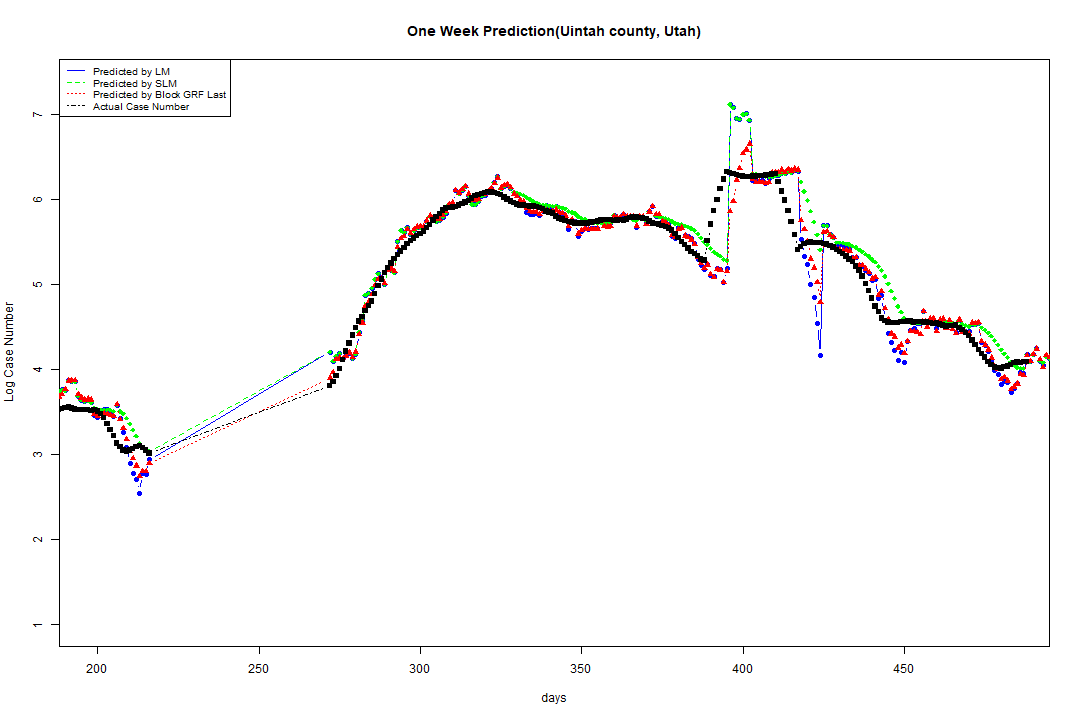 One Week Prediction(Uintah county, Utah)
Predicted by LM
Predicted by SLM
Predicted by Block GRF Last
Actual Case Number
7
6
5
4
3
2
1
Log Case Number
200 250 300 350 400 450
days